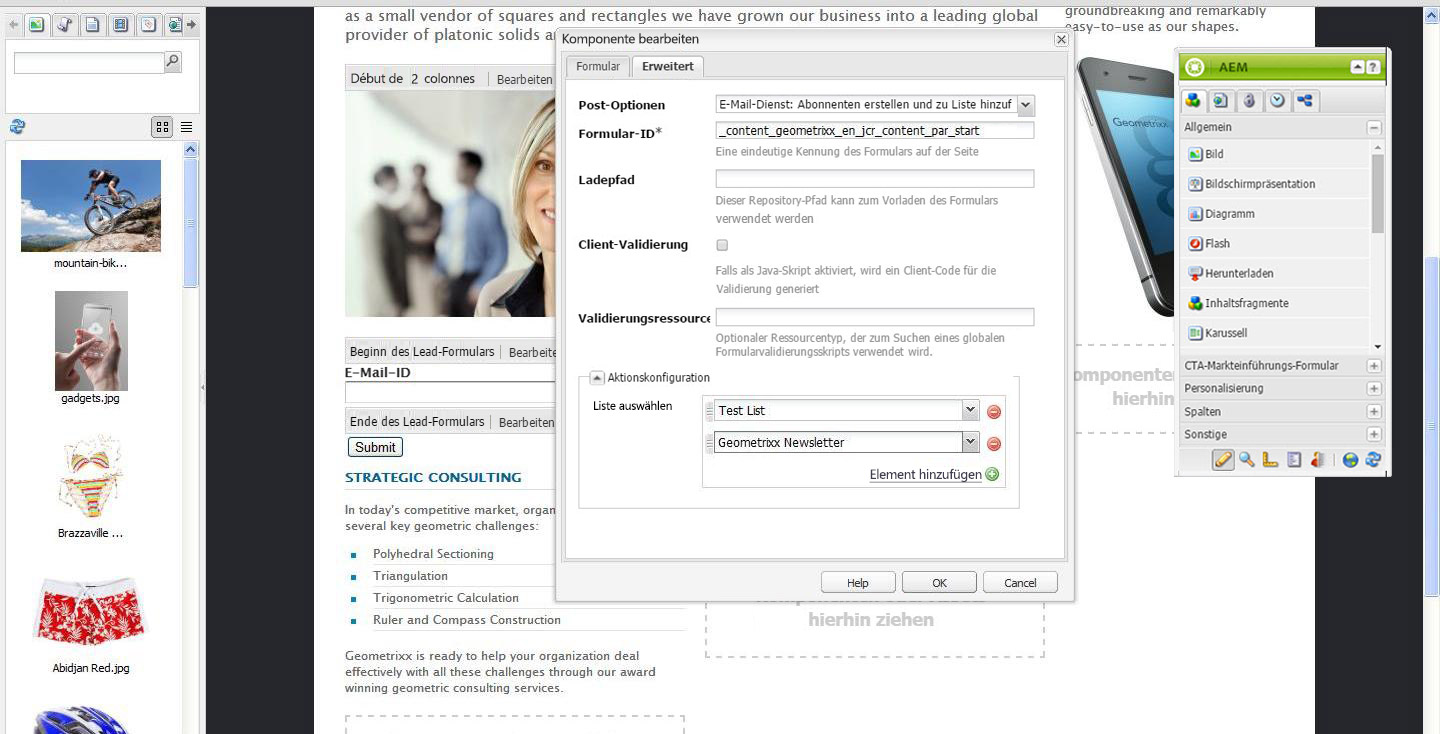 mountain-bik...
gadgets.jpg
Brazzaville ...
Abidjan Red.jpg
as a small vendor of squares and rectangles we have grown our business into a leading global
provider of platonic solids
Début de 2 colonnes
Bearbeiten
Beginn des Lead-Formulars
Bearbeite
E-Mail-ID
Ende des Lead-Formulars
Bearbeiten
Submit
STRATEGIC CONSULTING
In today's competitive market, organ
several key geometric challenges:
Polyhedral Sectioning
Triangulation
Trigonometric Calculation
Ruler and Compass Construction
Geometrixx is ready to help your organization deal
effectively with all these challenges through our award
winning geometric consulting services.
Komponente bearbeiten
Formular
Erweitert
Post-Optionen
E-Mail-Dienst: Abonnenten erstellen und zu Liste hinzuf
Formular-ID*
_content_geometrixx_en_jcr_content_par_start
Eine eindeutige Kennung des Formulars auf der Seite
Ladepfad
Dieser Repository-Pfad kann zum Vorladen des Formulars
verwendet werden
Client-Validierung
Falls als Java-Skript aktiviert, wird ein Client-Code für die
Validierung generiert
Validierungsressource
Optionaler Ressourcentyp, der zum Suchen eines globalen
Formularvalidierungsskripts verwendet wird.
Aktionskonfiguration
Liste auswählen
Test List
Geometrixx Newsletter
Element hinzufügen
Help
OK
Cancel
hierhin ziehen
groundbreaking and remarkably
easy-to-use as our shapes.
Geometrixx
omponente
hierhin
AEM
Allgemein
Bild
Bildschirmpräsentation
Diagramm
Flash
Herunterladen
Inhaltsfragmente
Karussell
CTA-Markteinführungs-Formular
Personalisierung
Spalten
Sonstige